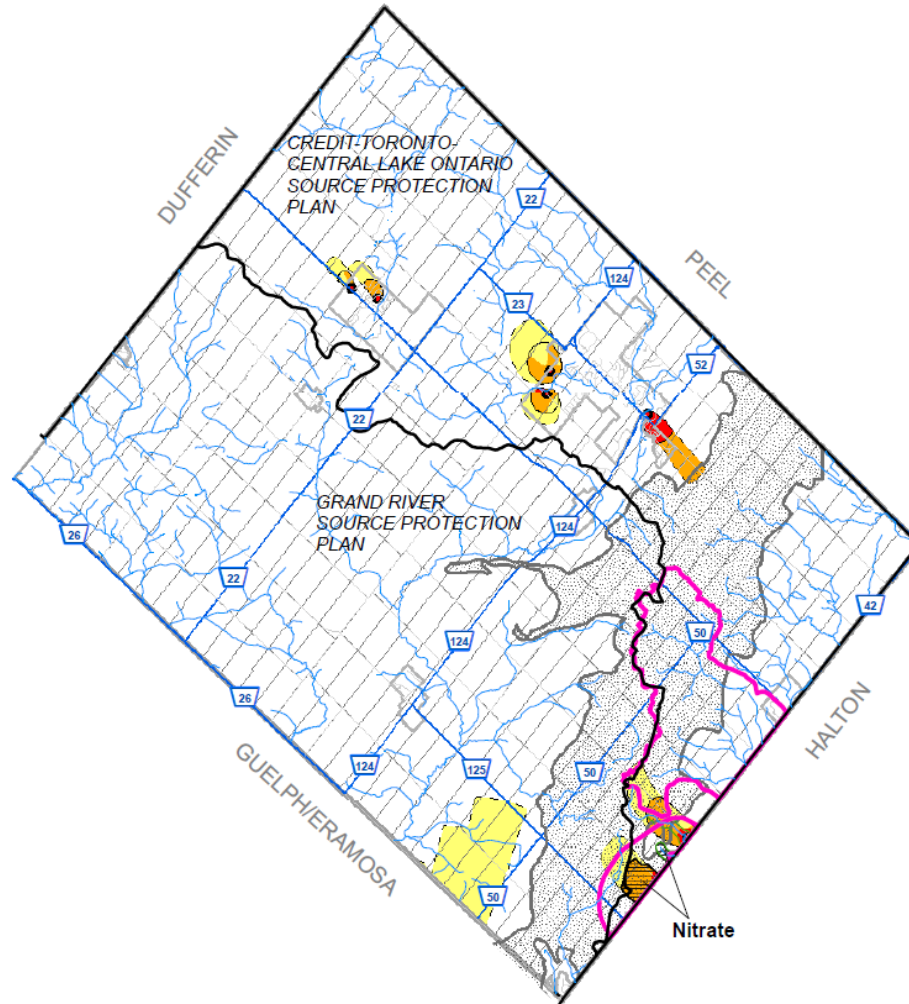 DUFFERIN
CREDIT-TORONTO-
CENTRAL LAKE ONTARIO
SOURCE PROTECTION
PLAN
22
PEEL
124
23
52
22
GRAND RIVER
SOURCE PROTECTION
PLAN
124
26
22
42
124
50
26
HALTON
GUELPH/ERAMOSA
124
125
50
50
Nitrate